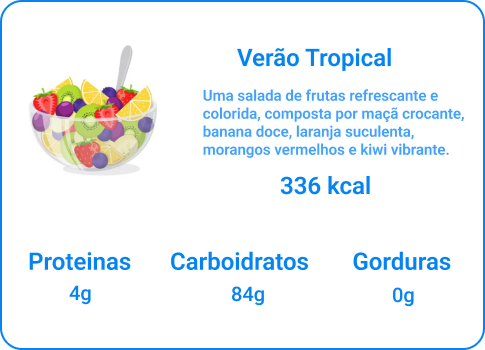 Verão Tropical
Uma salada de frutas refrescante e
colorida, composta por maçã crocante,
banana doce, laranja suculenta,
morangos vermelhos e kiwi vibrante.
336 kcal
Proteinas Carboidratos Gorduras
4g 84g 0g